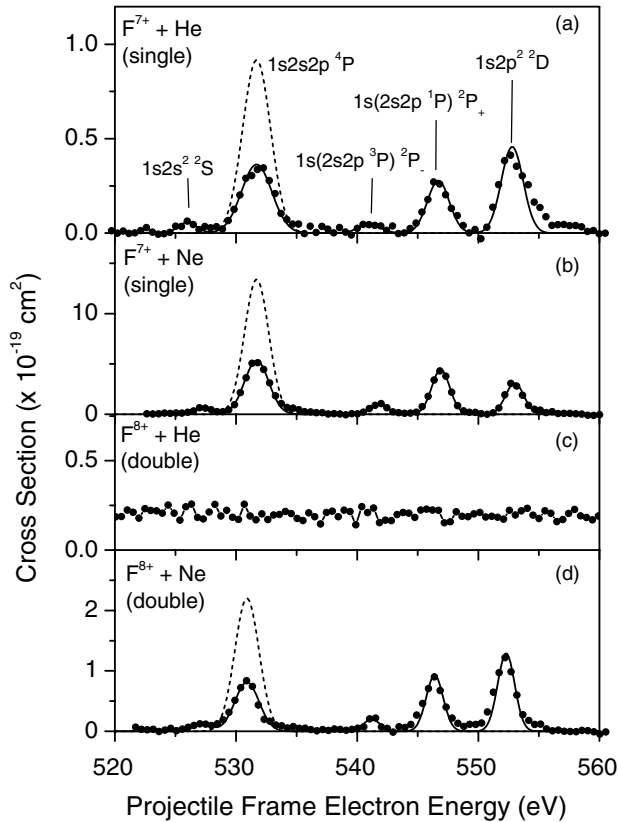 F7+ + He
(single)
(a)
1s2s2p 4P
1s2p2 2D
1s(2s2p 1P) 2P+
1s(2s2p 3P) 2P-
1s2s2 2S
1.0
0.5
0.0
F7+ + Ne
(single)
(b)
10
0
F8+ + He
(double)
(c)
0.5
0.0
F8+ + Ne
(double)
(d)
2
1
0
520 530 540 550 560
Cross Section (x 10-19 cm2)
Projectile Frame Electron Energy (eV)